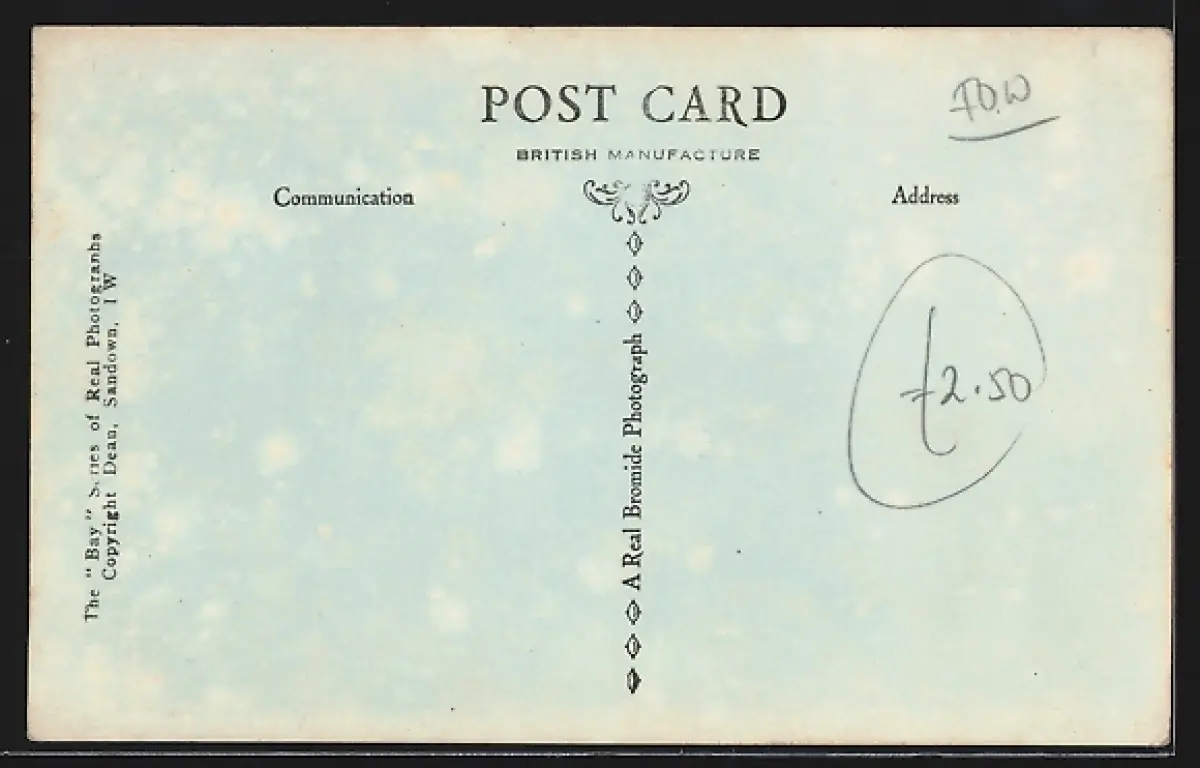 POST CARD
BRITISH MANUFACTURE
I.O.W
Communication
Address
The "Bay" Series of Real Photographs
Copyright Dean, Sandown, I W
A Real Bromide Photograph
£2.50